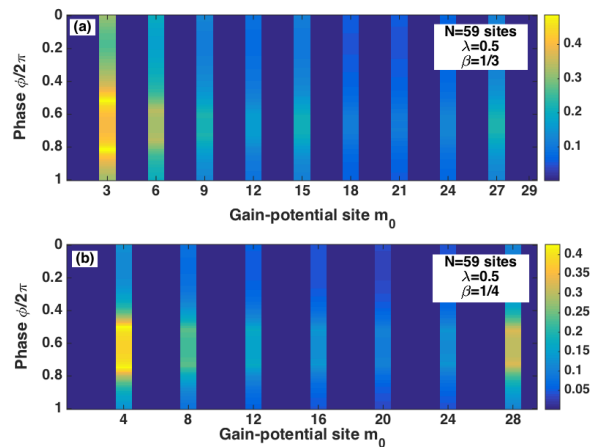 (a)
N=59 sites
λ=0.5
β=1/3
Phase ϕ/2π
0
0.2
0.4
0.6
0.8
1
3 6 9 12 15 18 21 24 27 29
Gain-potential site m0
0.4
0.3
0.2
0.1
(b)
N=59 sites
λ=0.5
β=1/4
Phase ϕ/2π
0
0.2
0.4
0.6
0.8
1
4 8 12 16 20 24 28
Gain-potential site m0
0.4
0.35
0.3
0.25
0.2
0.15
0.1
0.05